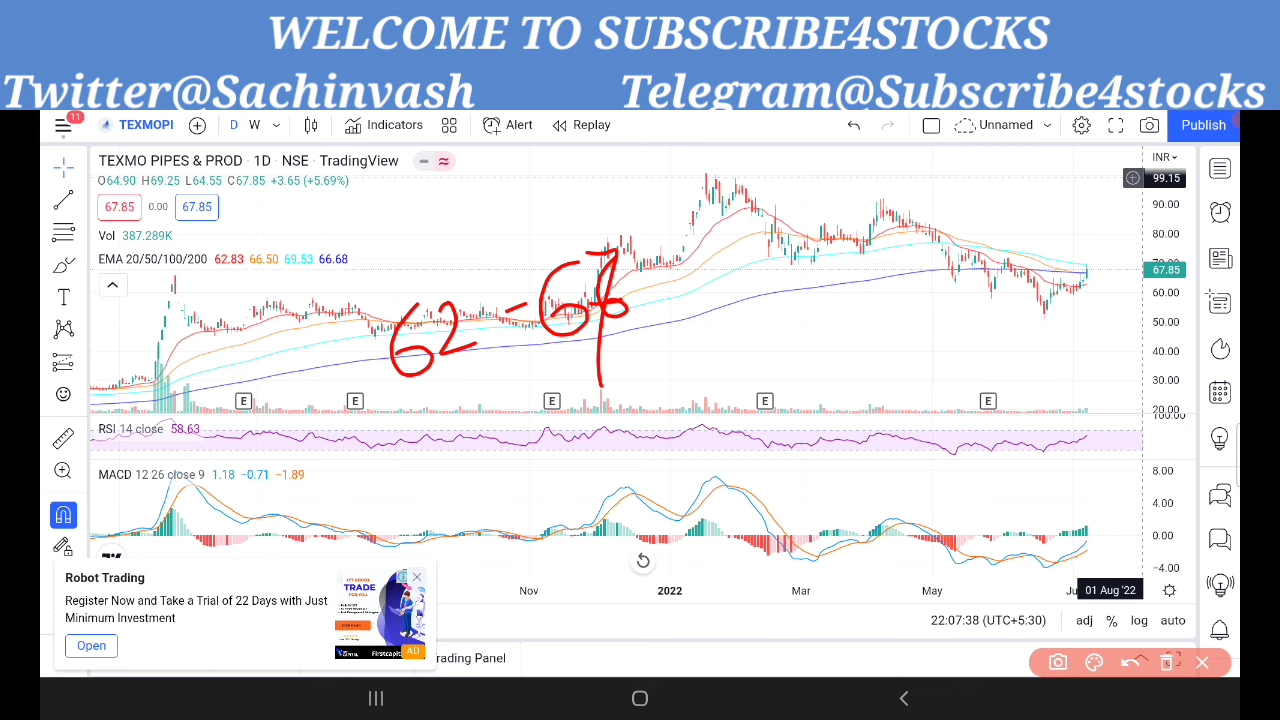 WELCOME TO SUBSCRIBE4STOCKS
Twitter@Sachinvash Telegram@Subscribe4stocks
11
TEXMOPI D W Indicators Alert Replay Unnamed Publish
TEXMO PIPES & PROD · 1D · NSE · TradingView
INR
O64.90 H69.25 L64.55 C67.85 +3.65 (+5.69%)
99.15
67.85 0.00 67.85
90.00
Vol 387.289K
80.00
EMA 20/50/100/200 62.83 66.50 69.53 66.68
67.85
60.00
50.00
62 -
40.00
30.00
E E E E E
20.00
RSI 14 close 58.63
MACD 12 26 close 9 1.18 −0.71 −1.89
8.00
4.00
0.00
−4.00
Nov 2022 Mar May 01 Aug '22
Robot Trading
Register Now and Take a Trial of 22 Days with Just
Minimum Investment
Open
TRADE
AD
22:07:38 (UTC+5:30) adj % log auto
rading Panel